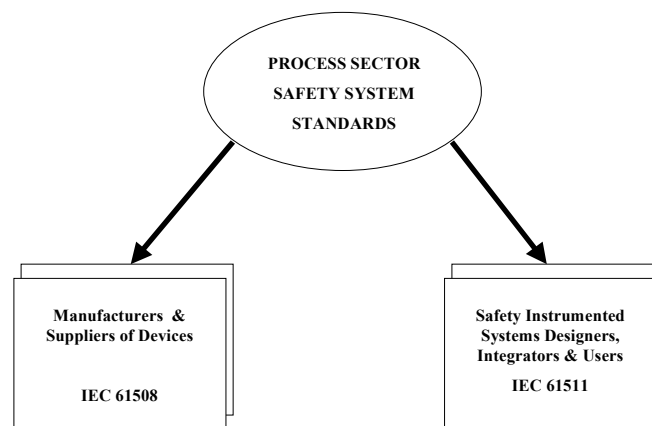 PROCESS SECTOR
SAFETY SYSTEM
STANDARDS
Manufacturers &
Suppliers of Devices
IEC 61508
Safety Instrumented
Systems Designers,
Integrators & Users
IEC 61511